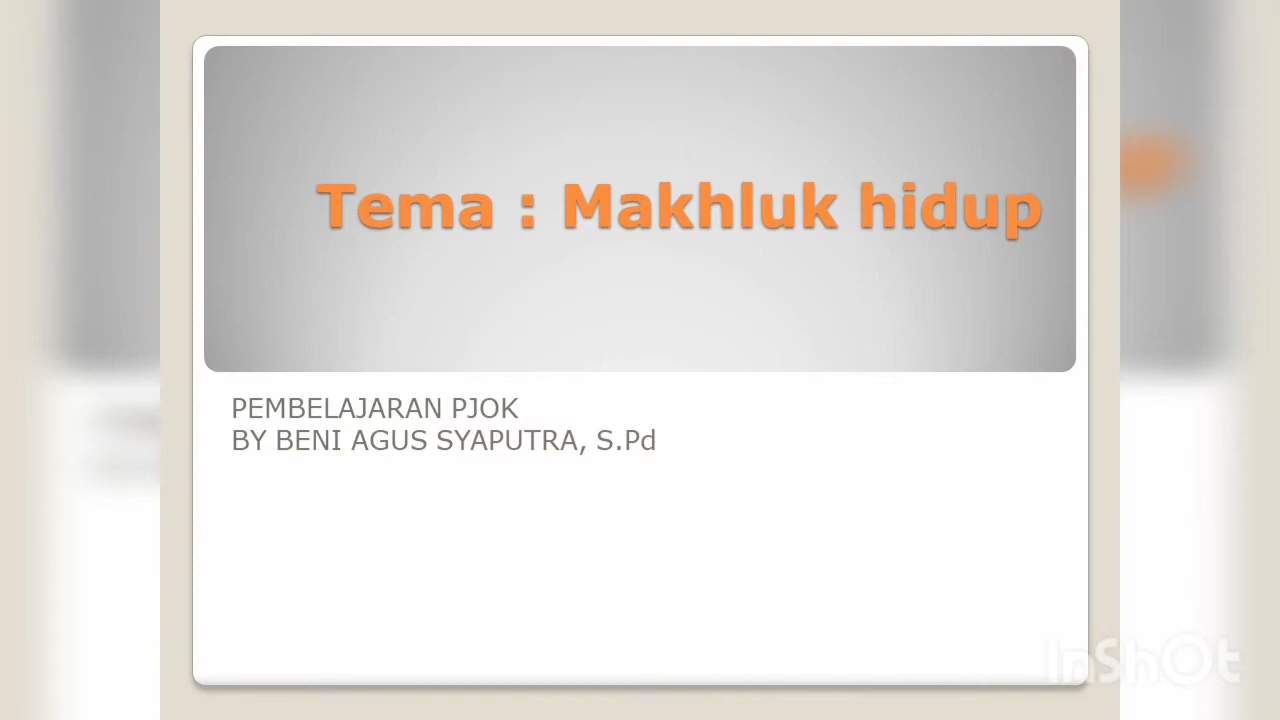 Tema : Makhluk hidup
PEMBELAJARAN PJOK
BY BENI AGUS SYAPUTRA, S.Pd
InShOt